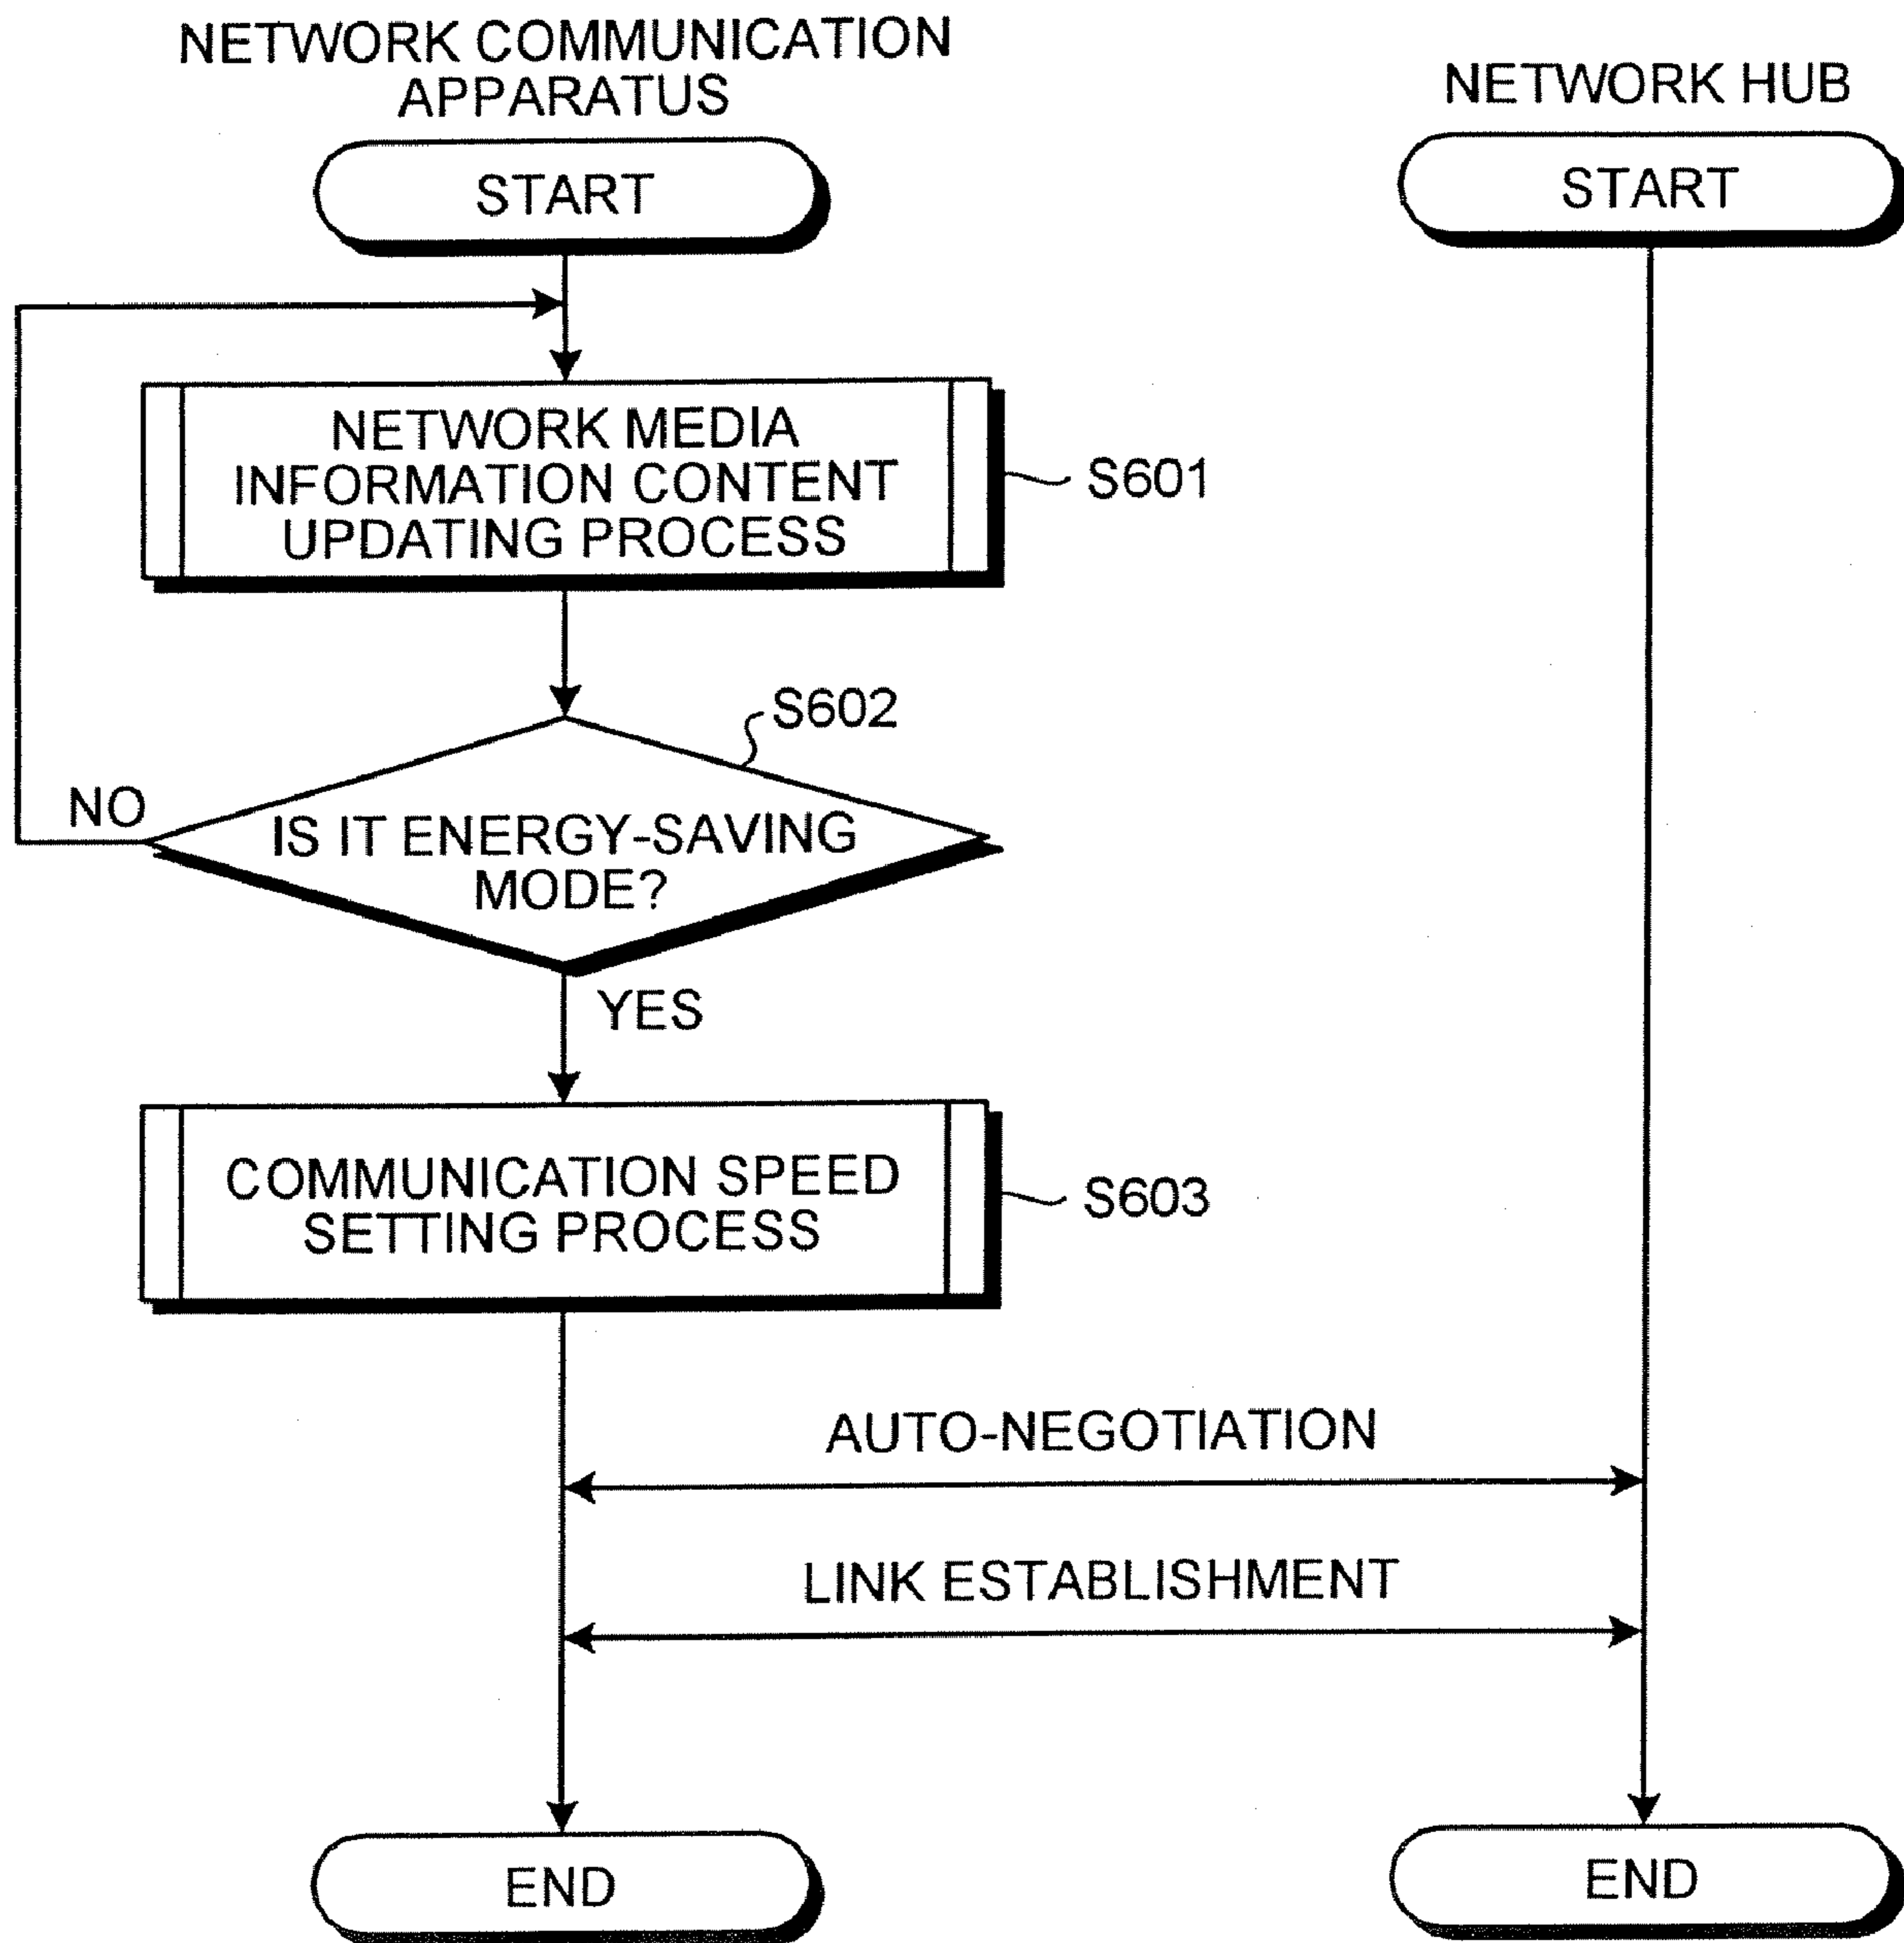 NETWORK COMMUNICATION
APPARATUS
NETWORK HUB
START
START
NETWORK MEDIA
INFORMATION CONTENT
UPDATING PROCESS
S601
S602
NO
IS IT ENERGY-SAVING
MODE?
YES
COMMUNICATION SPEED
SETTING PROCESS
S603
AUTO-NEGOTIATION
LINK ESTABLISHMENT
END
END